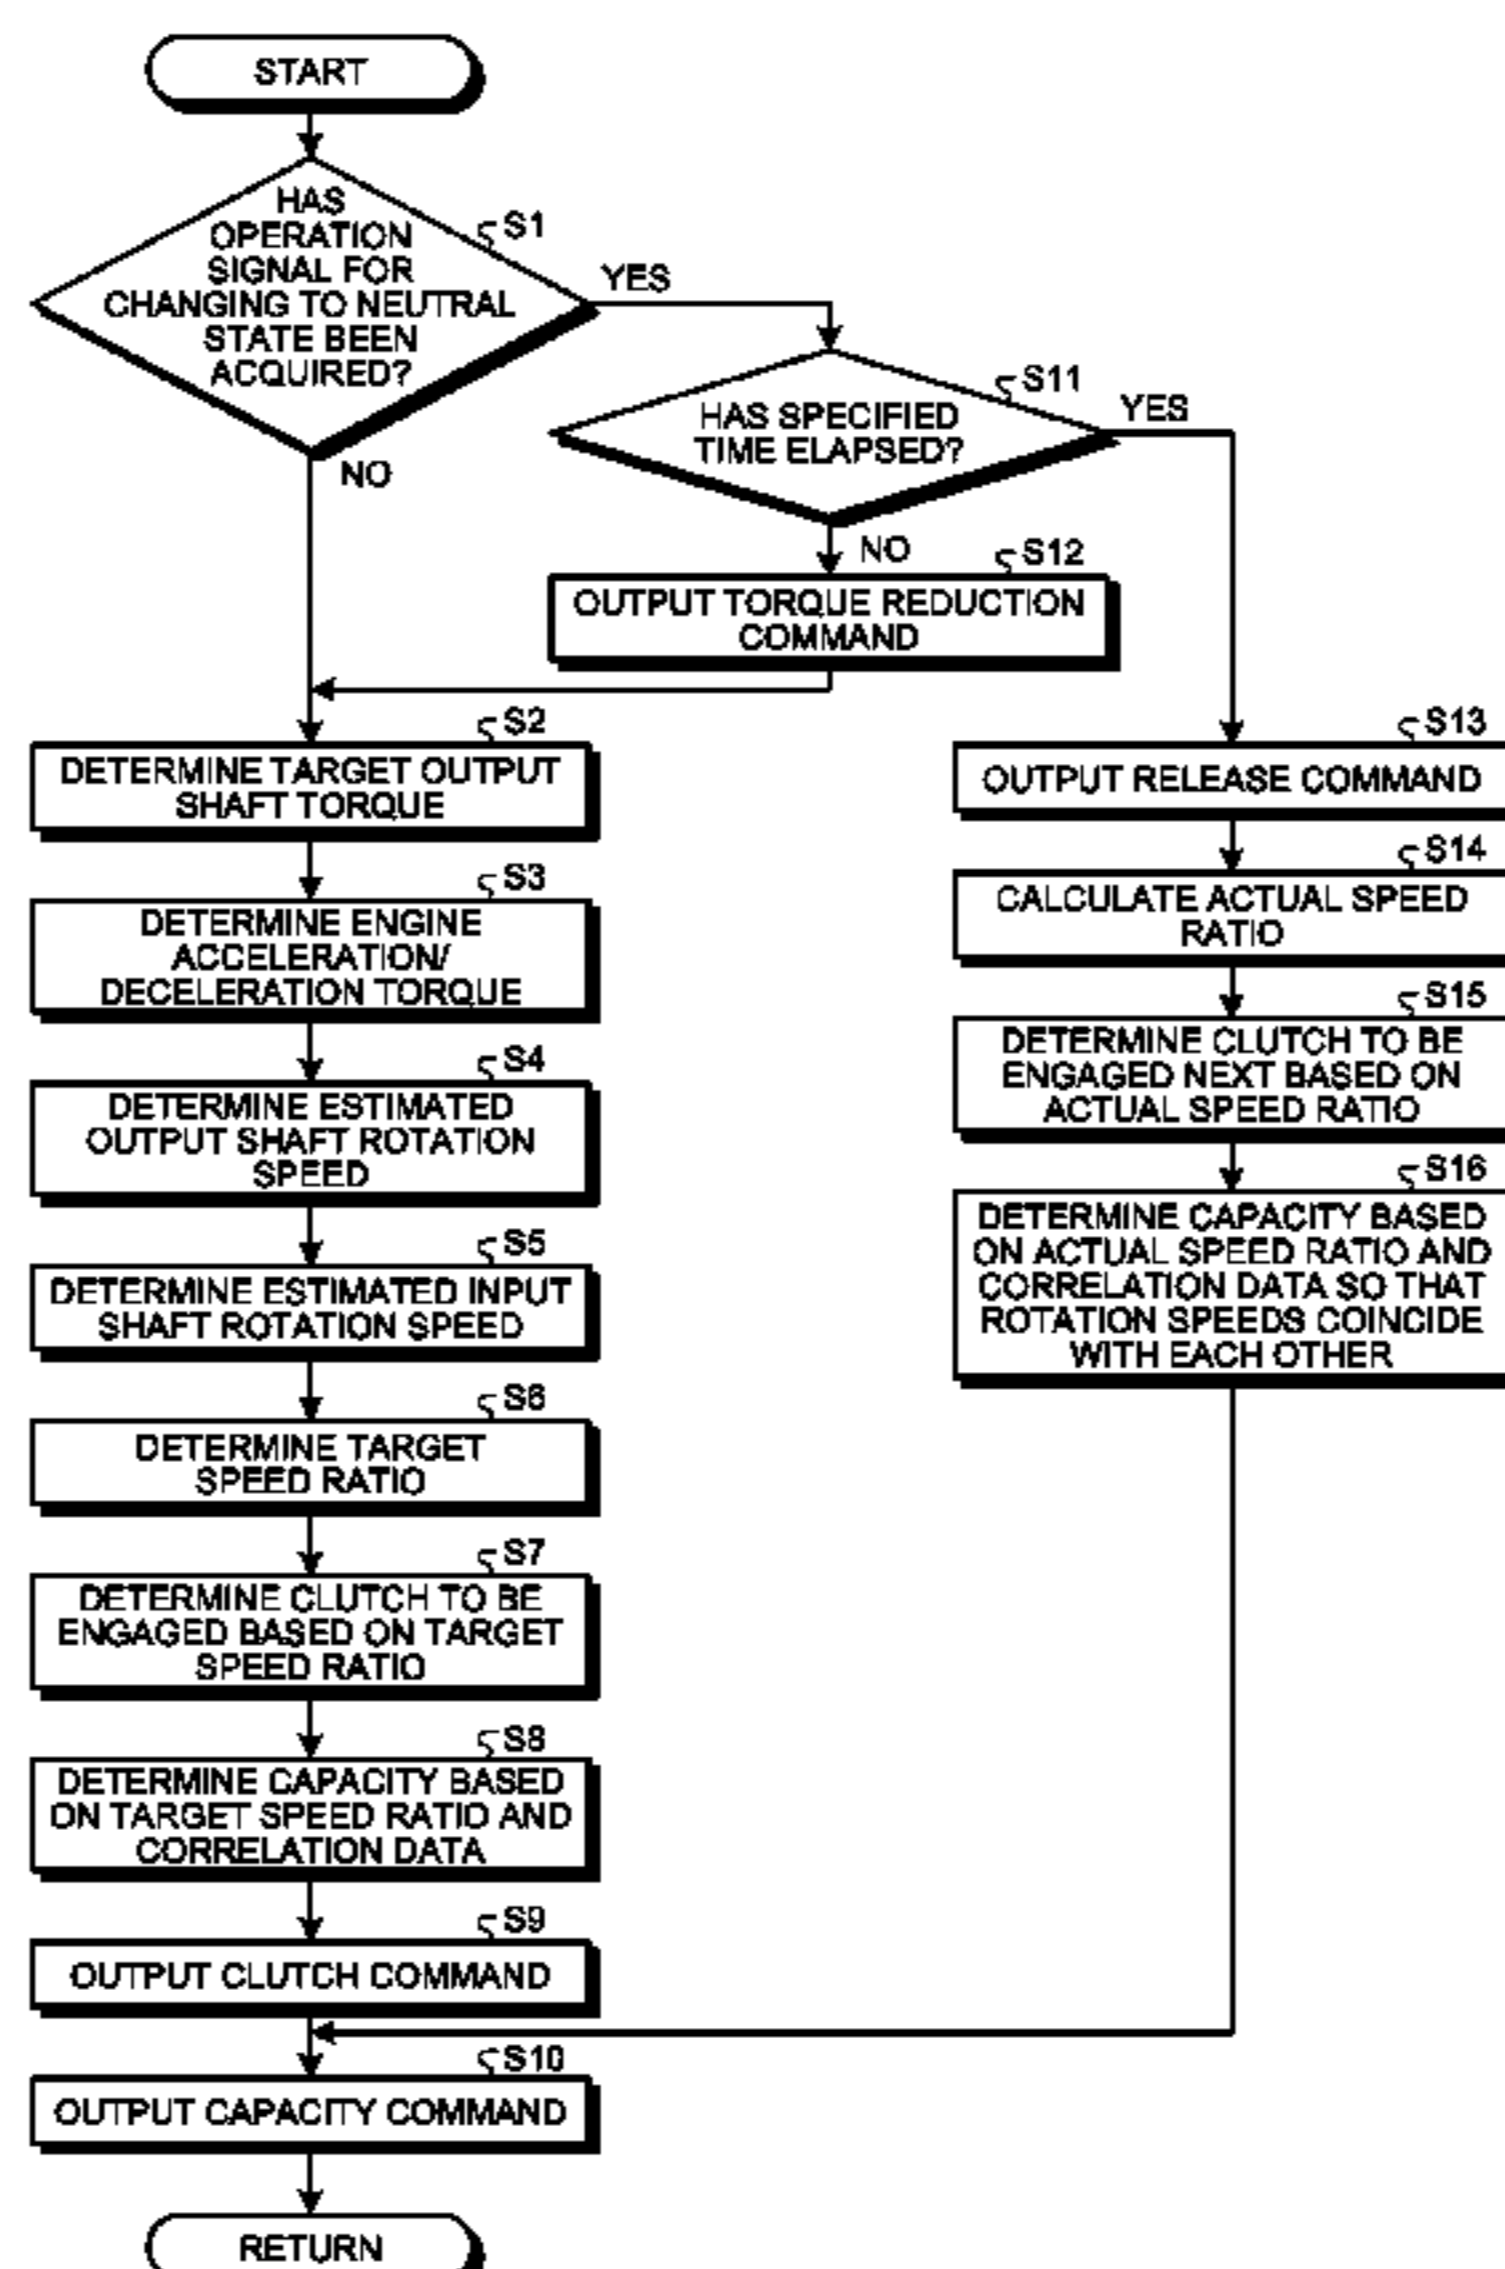 START
HAS
OPERATION
SIGNAL FOR
CHANGING TO NEUTRAL
STATE BEEN
ACQUIRED?
S1
YES
NO
HAS SPECIFIED
TIME ELAPSED?
S11
YES
NO
S12
OUTPUT TORQUE REDUCTION
COMMAND
S2
DETERMINE TARGET OUTPUT
SHAFT TORQUE
S3
DETERMINE ENGINE
ACCELERATION/
DECELERATION TORQUE
S4
DETERMINE ESTIMATED
OUTPUT SHAFT ROTATION
SPEED
S5
DETERMINE ESTIMATED INPUT
SHAFT ROTATION SPEED
S6
DETERMINE TARGET
SPEED RATIO
S7
DETERMINE CLUTCH TO BE
ENGAGED BASED ON TARGET
SPEED RATIO
S8
DETERMINE CAPACITY BASED
ON TARGET SPEED RATIO AND
CORRELATION DATA
S9
OUTPUT CLUTCH COMMAND
S10
OUTPUT CAPACITY COMMAND
RETURN
S13
OUTPUT RELEASE COMMAND
S14
CALCULATE ACTUAL SPEED
RATIO
S15
DETERMINE CLUTCH TO BE
ENGAGED NEXT BASED ON
ACTUAL SPEED RATIO
S16
DETERMINE CAPACITY BASED
ON ACTUAL SPEED RATIO AND
CORRELATION DATA SO THAT
ROTATION SPEEDS COINCIDE
WITH EACH OTHER